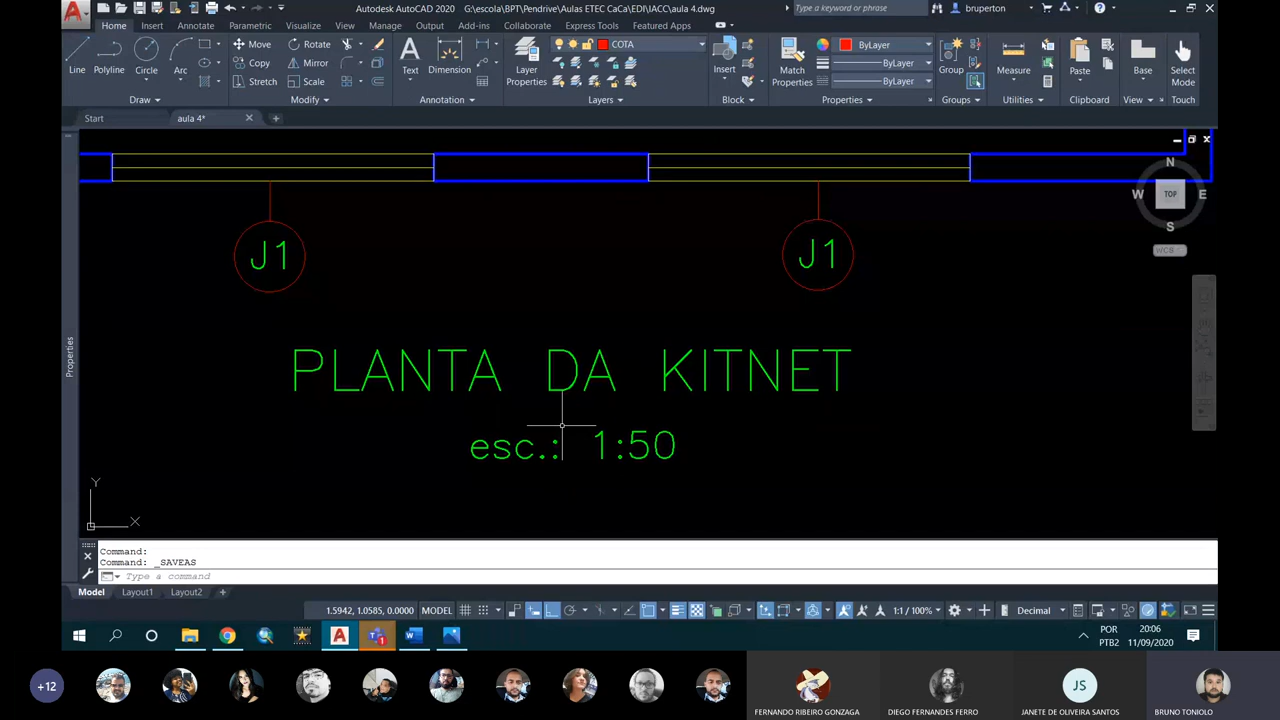 Autodesk AutoCAD 2020 G:\escola\BPT\Pendrive\Aulas ETEC CaCa\EDI\ACC\aula 4.dwg
Type a keyword or phrase
bruperton
Home Insert Annotate Parametric Visualize View Manage Output Add-ins Collaborate Express Tools Featured Apps
Line Polyline Circle Arc
Move Rotate
Copy Mirror
Stretch Scale
Text Dimension
Layer Properties
COTA
Insert
Match Properties
ByLayer
ByLayer
ByLayer
Group Measure Paste Base Select Mode
Draw Modify Annotation Layers Block Properties Groups Utilities Clipboard View Touch
Start aula 4*
N
W TOP E
S
WCS
J1 J1
PLANTA DA KITNET
esc.: 1:50
Properties
Y
X
Command:
Command: _SAVEAS
Type a command
Model Layout1 Layout2
1.5942, 1.0585, 0.0000 MODEL 1:1 / 100% Decimal
POR 20:06
PTB2 11/09/2020
1
+12
JS
FERNANDO RIBEIRO GONZAGA DIEGO FERNANDES FERRO JANETE DE OLIVEIRA SANTOS BRUNO TONIOLO